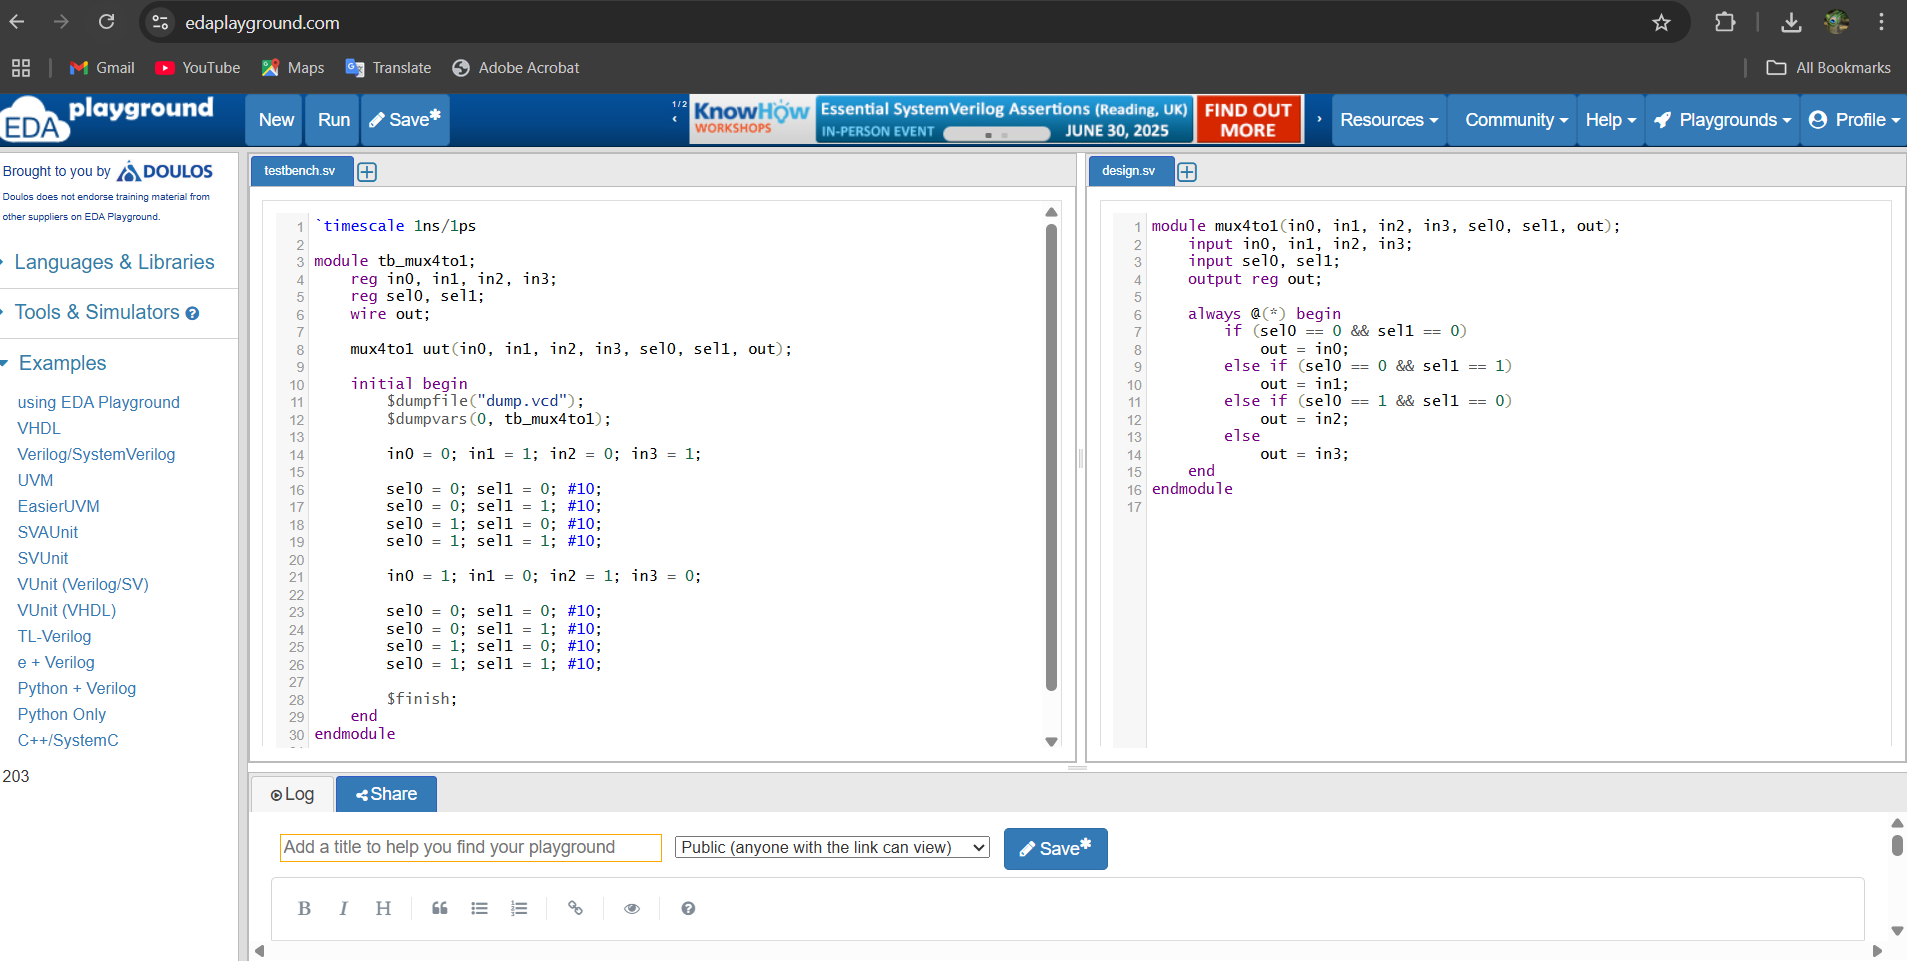 edaplayground.com
Gmail YouTube Maps Translate Adobe Acrobat All Bookmarks
EDA playground
New Run Save*
1/2
KnowHow WORKSHOPS
Essential SystemVerilog Assertions (Reading, UK)
IN-PERSON EVENT JUNE 30, 2025
FIND OUT MORE
Resources Community Help Playgrounds Profile
Brought to you by DOULOS
Doulos does not endorse training material from
other suppliers on EDA Playground.
Languages & Libraries
Tools & Simulators
Examples
using EDA Playground
VHDL
Verilog/SystemVerilog
UVM
EasierUVM
SVAUnit
SVUnit
VUnit (Verilog/SV)
VUnit (VHDL)
TL-Verilog
e + Verilog
Python + Verilog
Python Only
C++/SystemC
203
testbench.sv
1 `timescale 1ns/1ps
2
3 module tb_mux4to1;
4 reg in0, in1, in2, in3;
5 reg sel0, sel1;
6 wire out;
7
8 mux4to1 uut(in0, in1, in2, in3, sel0, sel1, out);
9
10 initial begin
11 $dumpfile("dump.vcd");
12 $dumpvars(0, tb_mux4to1);
13
14 in0 = 0; in1 = 1; in2 = 0; in3 = 1;
15
16 sel0 = 0; sel1 = 0; #10;
17 sel0 = 0; sel1 = 1; #10;
18 sel0 = 1; sel1 = 0; #10;
19 sel0 = 1; sel1 = 1; #10;
20
21 in0 = 1; in1 = 0; in2 = 1; in3 = 0;
22
23 sel0 = 0; sel1 = 0; #10;
24 sel0 = 0; sel1 = 1; #10;
25 sel0 = 1; sel1 = 0; #10;
26 sel0 = 1; sel1 = 1; #10;
27
28 $finish;
29 end
30 endmodule
design.sv
1 module mux4to1(in0, in1, in2, in3, sel0, sel1, out);
2 input in0, in1, in2, in3;
3 input sel0, sel1;
4 output reg out;
5
6 always @(*) begin
7 if (sel0 == 0 && sel1 == 0)
8 out = in0;
9 else if (sel0 == 0 && sel1 == 1)
10 out = in1;
11 else if (sel0 == 1 && sel1 == 0)
12 out = in2;
13 else
14 out = in3;
15 end
16 endmodule
17
Log Share
Add a title to help you find your playground Public (anyone with the link can view) Save*
B I H